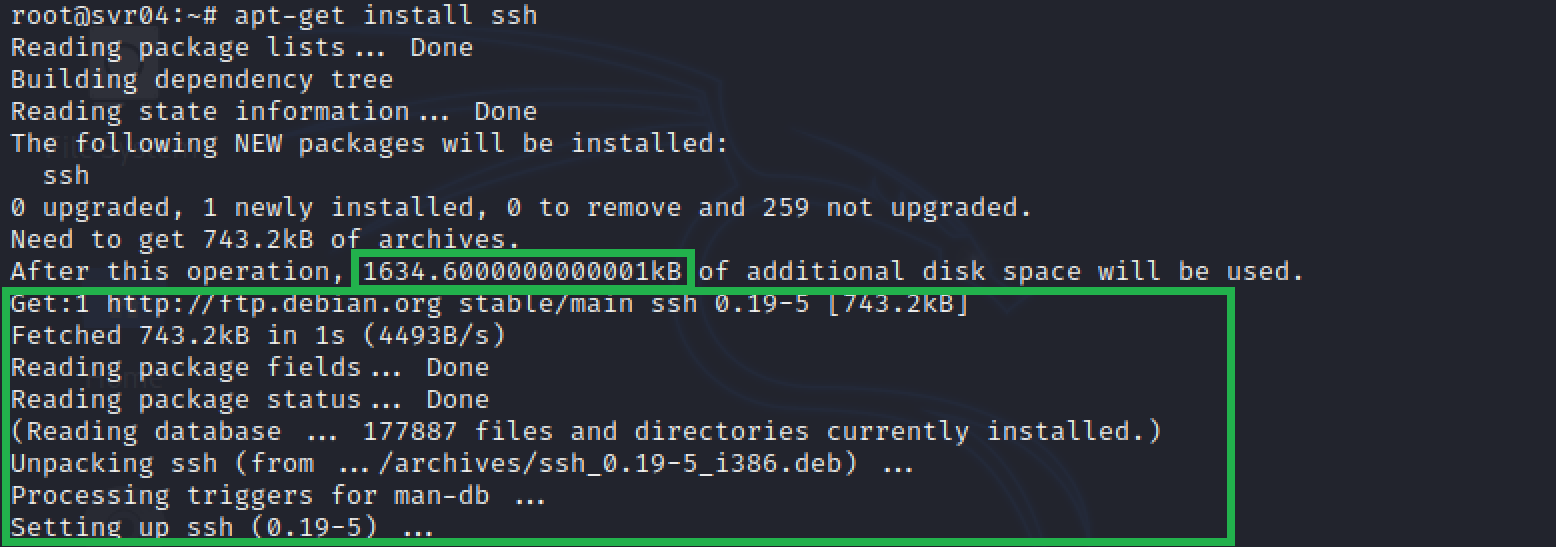 root@svr04:~# apt-get install ssh
Reading package lists... Done
Building dependency tree
Reading state information... Done
The following NEW packages will be installed:
  ssh
0 upgraded, 1 newly installed, 0 to remove and 259 not upgraded.
Need to get 743.2kB of archives.
After this operation, 1634.6000000000001kB of additional disk space will be used.
Get:1 http://ftp.debian.org stable/main ssh 0.19-5 [743.2kB]
Fetched 743.2kB in 1s (4493B/s)
Reading package fields... Done
Reading package status... Done
(Reading database ... 177887 files and directories currently installed.)
Unpacking ssh (from .../archives/ssh_0.19-5_i386.deb) ...
Processing triggers for man-db ...
Setting up ssh (0.19-5) ...
File System
Home